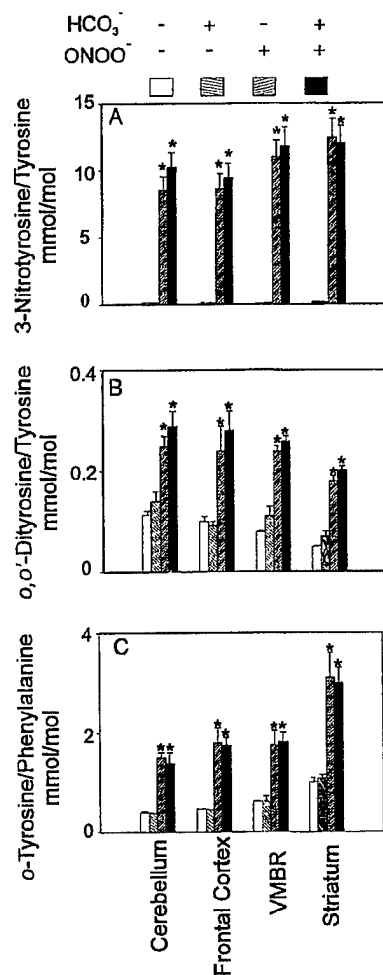 HCO₃⁻ - + - +
ONOO⁻ - - + +
A
3-Nitrotyrosine/Tyrosine
mmol/mol
15
10
5
0
* * * * * * * *
B
o,o'-Dityrosine/Tyrosine
mmol/mol
0.4
0.2
0
* * * * * * * *
C
o-Tyrosine/Phenylalanine
mmol/mol
4
2
0
* * * * * * * *
Cerebellum
Frontal Cortex
VMBR
Striatum